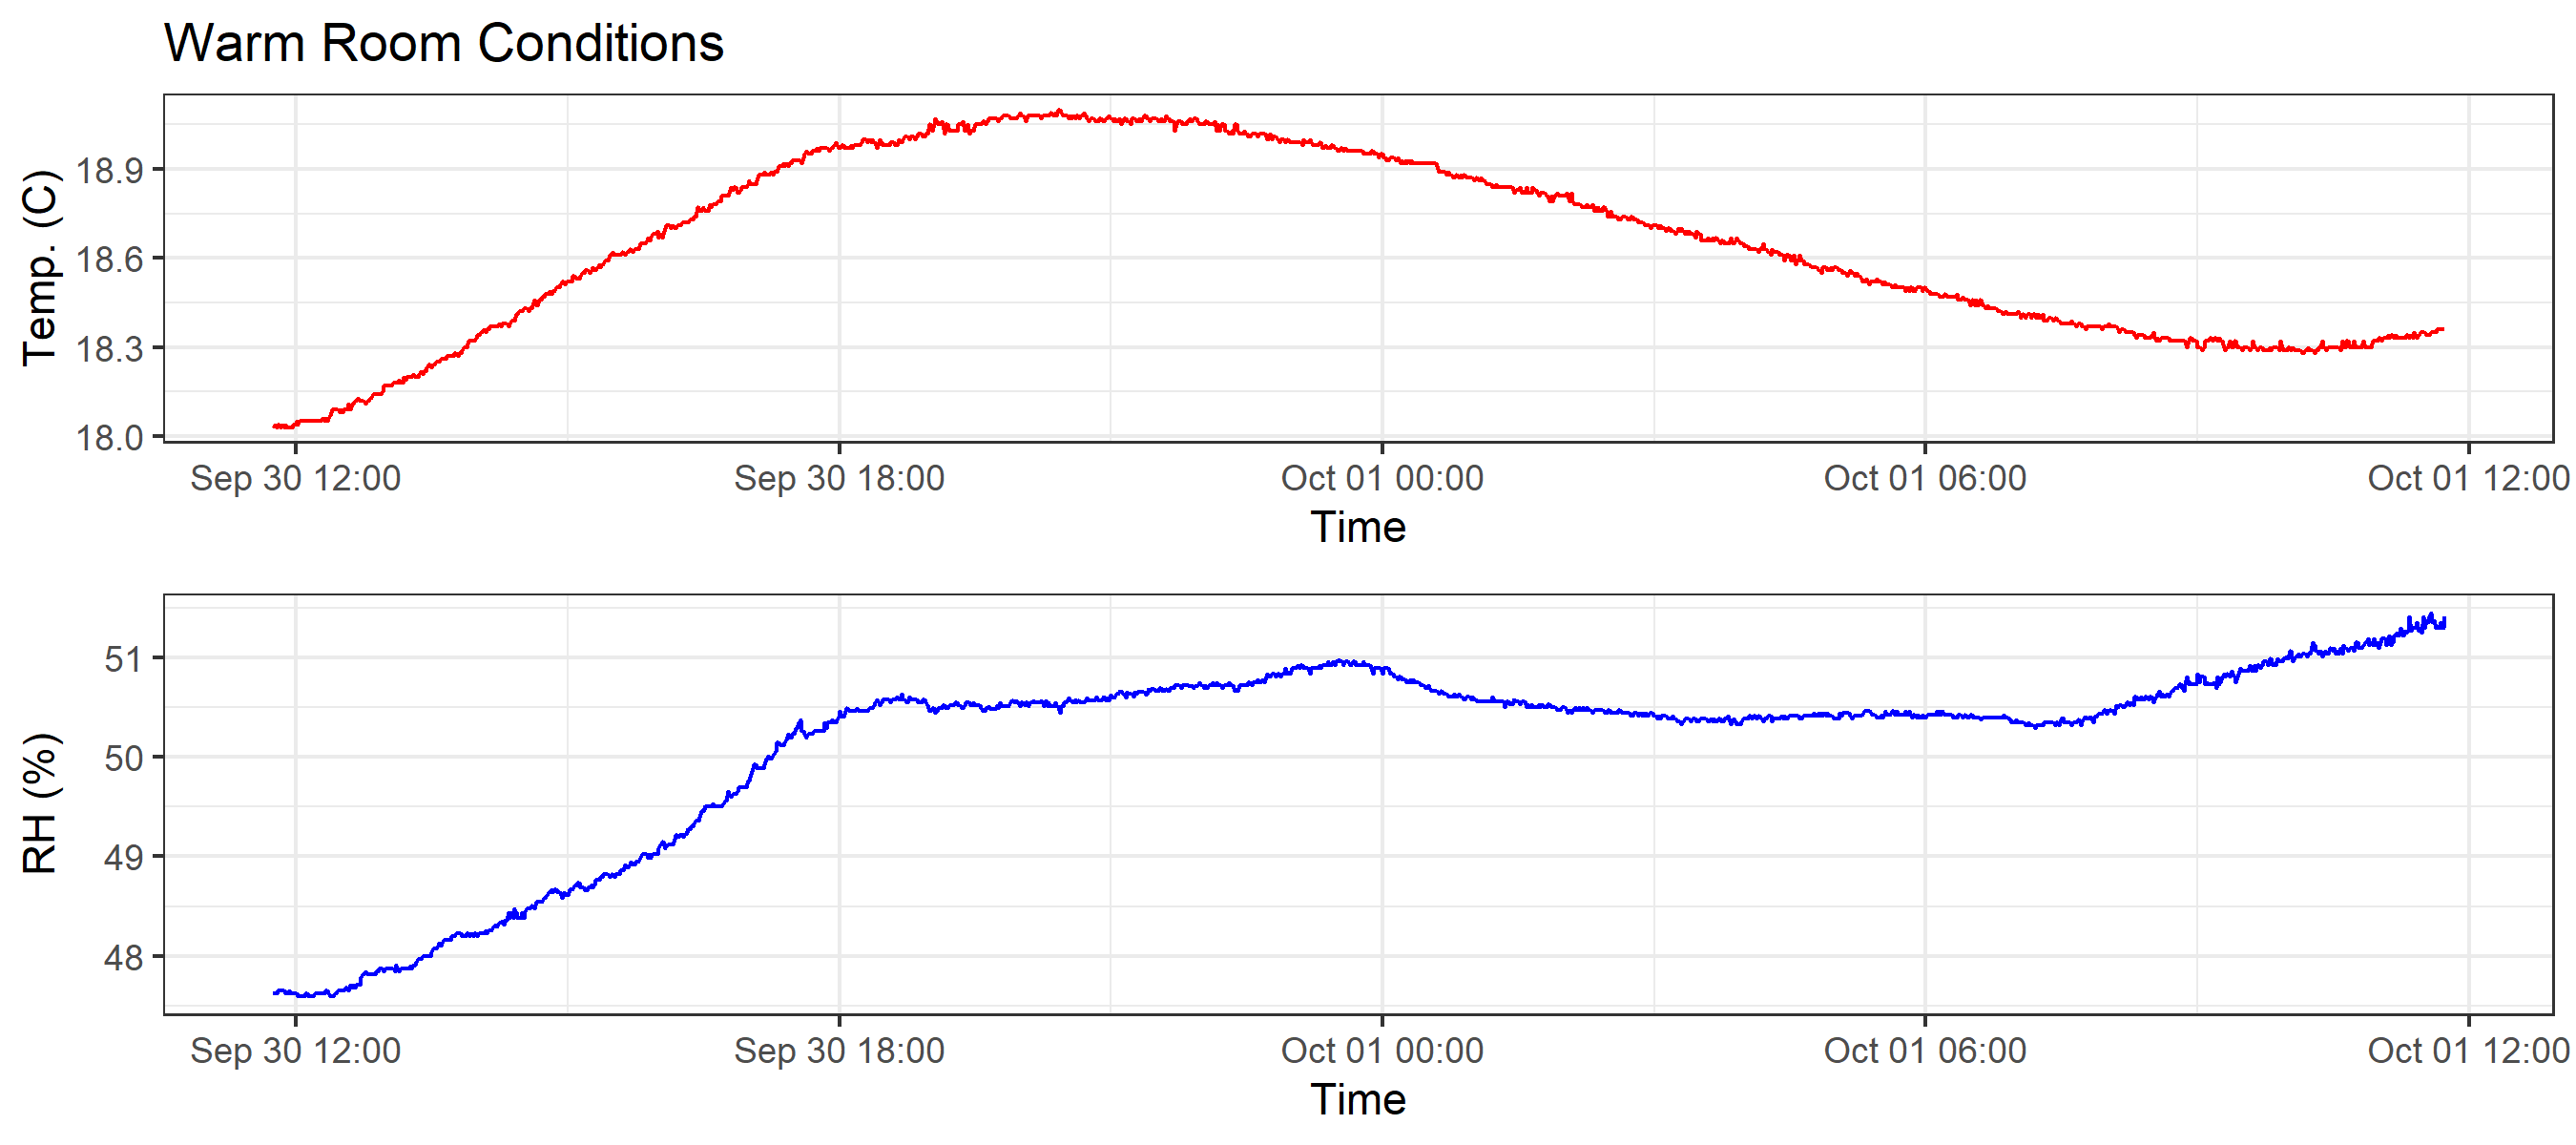 Warm Room Conditions
Temp. (C)
18.9
18.6
18.3
18.0
Sep 30 12:00 Sep 30 18:00 Oct 01 00:00 Oct 01 06:00 Oct 01 12:00
Time
RH (%)
51
50
49
48
Sep 30 12:00 Sep 30 18:00 Oct 01 00:00 Oct 01 06:00 Oct 01 12:00
Time